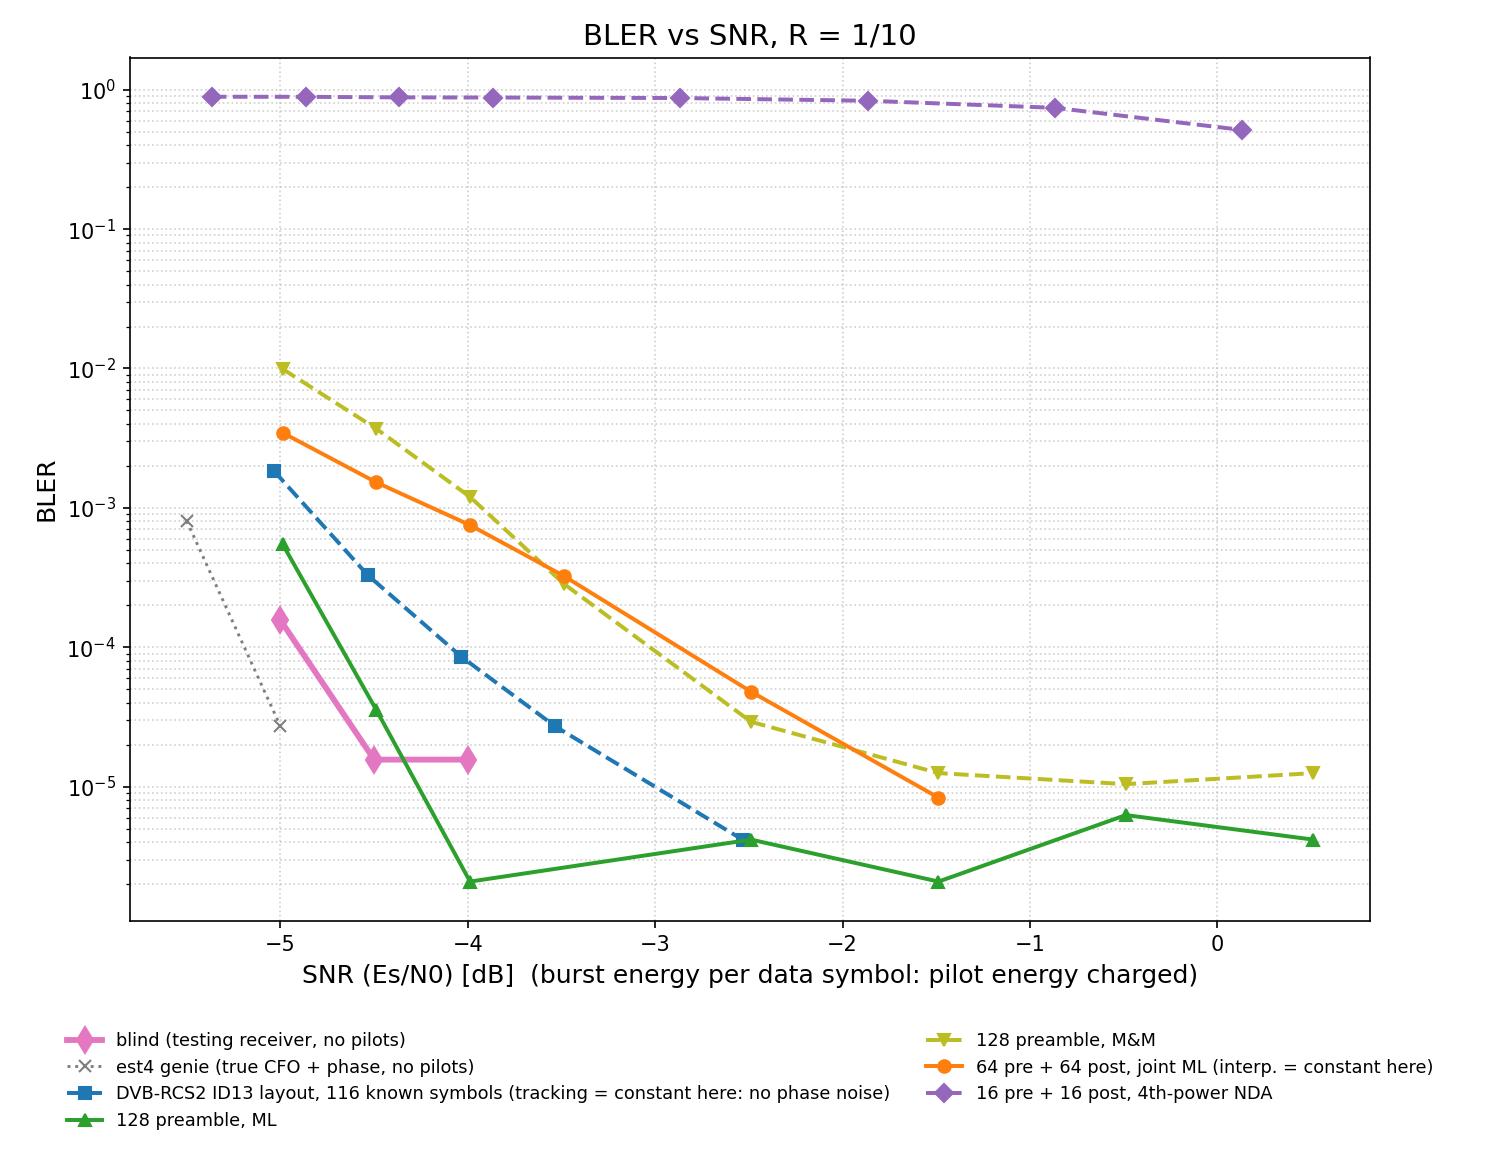 BLER vs SNR, R = 1/10
10⁰
10⁻¹
10⁻²
10⁻³
10⁻⁴
10⁻⁵
BLER
−5 −4 −3 −2 −1 0
SNR (Es/N0) [dB] (burst energy per data symbol: pilot energy charged)
blind (testing receiver, no pilots)
est4 genie (true CFO + phase, no pilots)
DVB-RCS2 ID13 layout, 116 known symbols (tracking = constant here: no phase noise)
128 preamble, ML
128 preamble, M&M
64 pre + 64 post, joint ML (interp. = constant here)
16 pre + 16 post, 4th-power NDA